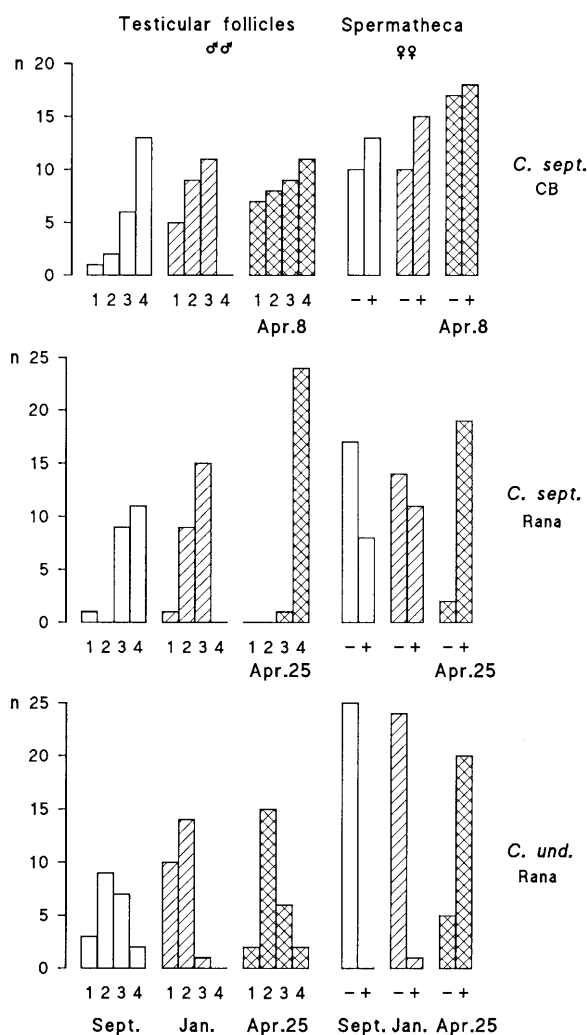 Testicular follicles Spermatheca
♂♂ ♀♀
n 20
15
10
5
0
C. sept.
CB
1 2 3 4 1 2 3 4 1 2 3 4 − + − + − +
Apr.8 Apr.8
n 25
20
15
10
5
0
C. sept.
Rana
1 2 3 4 1 2 3 4 1 2 3 4 − + − + − +
Apr.25 Apr.25
n 25
20
15
10
5
0
C. und.
Rana
1 2 3 4 1 2 3 4 1 2 3 4 − + − + − +
Sept. Jan. Apr.25 Sept. Jan. Apr.25